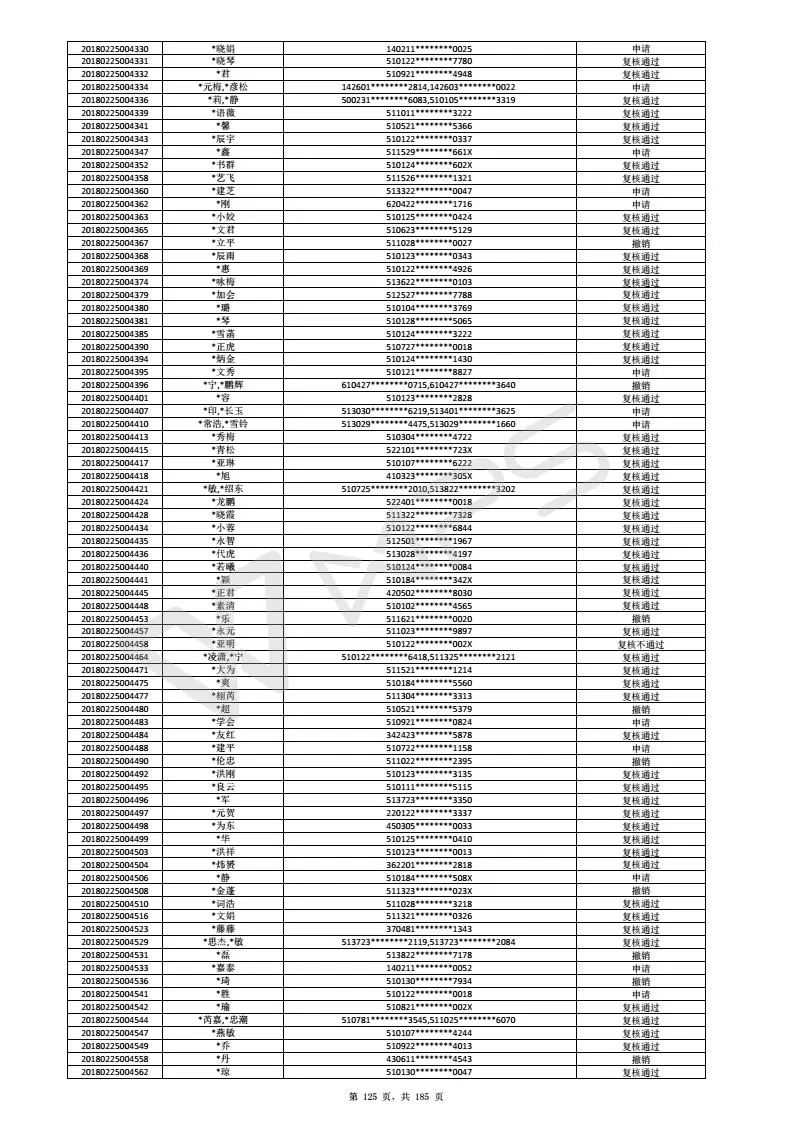 20180225004330 *晓娟 140211********0025 申请
20180225004331 *晓琴 510122********7780 复核通过
20180225004332 *君 510921********4948 复核通过
20180225004334 *元梅,*彦松 142601********2814,142603********0022 申请
20180225004336 *莉,*静 500231********6083,510105********3319 复核通过
20180225004339 *语薇 511011********3222 复核通过
20180225004341 *馨 510521********5366 复核通过
20180225004343 *辰宇 510122********0337 复核通过
20180225004347 *鑫 511529********661X 申请
20180225004352 *书群 510124********602X 复核通过
20180225004358 *艺飞 511526********1321 复核通过
20180225004360 *建芝 513322********0047 申请
20180225004362 *刚 620422********1716 申请
20180225004363 *小姣 510125********0424 复核通过
20180225004365 *文君 510623********5129 复核通过
20180225004367 *立平 511028********0027 撤销
20180225004368 *辰雨 510123********0343 复核通过
20180225004369 *惠 510122********4926 复核通过
20180225004374 *咏梅 513622********0103 复核通过
20180225004379 *加会 512527********7788 复核通过
20180225004380 *璐 510104********3769 复核通过
20180225004381 *琴 510128********5065 复核通过
20180225004385 *雪菡 510124********3222 复核通过
20180225004390 *正虎 510727********0018 复核通过
20180225004394 *炳金 510124********1430 复核通过
20180225004395 *文秀 510121********8827 申请
20180225004396 *宁,*鹏辉 610427********0715,610427********3640 撤销
20180225004401 *容 510123********2828 复核通过
20180225004407 *印,*长玉 513030********6219,513401********3625 申请
20180225004410 *常浩,*雪铃 513029********4475,513029********1660 申请
20180225004413 *秀梅 510304********4722 复核通过
20180225004415 *青松 522101********723X 复核通过
20180225004417 *亚琳 510107********6222 复核通过
20180225004418 *旭 410323********305X 复核通过
20180225004421 *敏,*绍东 510725********2010,513822********3202 复核通过
20180225004424 *龙鹏 522401********0018 复核通过
20180225004428 *晓霞 511322********7328 复核通过
20180225004434 *小蓉 510122********6844 复核通过
20180225004435 *永智 512501********1967 复核通过
20180225004436 *代虎 513028********4197 复核通过
20180225004440 *若曦 510124********0084 复核通过
20180225004441 *颖 510184********342X 复核通过
20180225004445 *正君 420502********8030 复核通过
20180225004448 *素清 510102********4565 复核通过
20180225004453 *乐 511621********0020 撤销
20180225004457 *永元 511023********9897 复核通过
20180225004458 *亚明 510122********002X 复核不通过
20180225004464 *凌潇,*宁 510122********6418,511325********2121 复核通过
20180225004471 *大为 511521********1214 复核通过
20180225004475 *爽 510184********5560 复核通过
20180225004477 *栩芮 511304********3313 复核通过
20180225004480 *超 510521********5379 撤销
20180225004483 *学会 510921********0824 申请
20180225004484 *友红 342423********5878 复核通过
20180225004488 *建平 510722********1158 申请
20180225004490 *伦忠 511022********2395 撤销
20180225004492 *洪刚 510123********3135 复核通过
20180225004495 *良云 510111********5115 复核通过
20180225004496 *军 513723********3350 复核通过
20180225004497 *元贺 220122********3337 复核通过
20180225004498 *为东 450305********0033 复核通过
20180225004499 *华 510125********0410 复核通过
20180225004503 *洪祥 510123********0013 复核通过
20180225004504 *炜赟 362201********2818 复核通过
20180225004506 *静 510184********508X 申请
20180225004508 *金蓬 511323********023X 撤销
20180225004510 *词浩 511028********3218 复核通过
20180225004516 *文娟 511321********0326 复核通过
20180225004523 *藤藤 370481********1343 复核通过
20180225004529 *思杰,*敏 513723********2119,513723********2084 复核通过
20180225004531 *磊 513822********7178 撤销
20180225004533 *嘉泰 140211********0052 申请
20180225004536 *琦 510130********7934 撤销
20180225004541 *胜 510122********0018 申请
20180225004542 *瑜 510821********002X 复核通过
20180225004544 *芮嘉,*忠潮 510781********3545,511025********6070 复核通过
20180225004547 *燕敏 510107********4244 复核通过
20180225004549 *乔 510922********4013 复核通过
20180225004558 *丹 430611********4543 撤销
20180225004562 *琼 510130********0047 复核通过
第 125 页，共 185 页